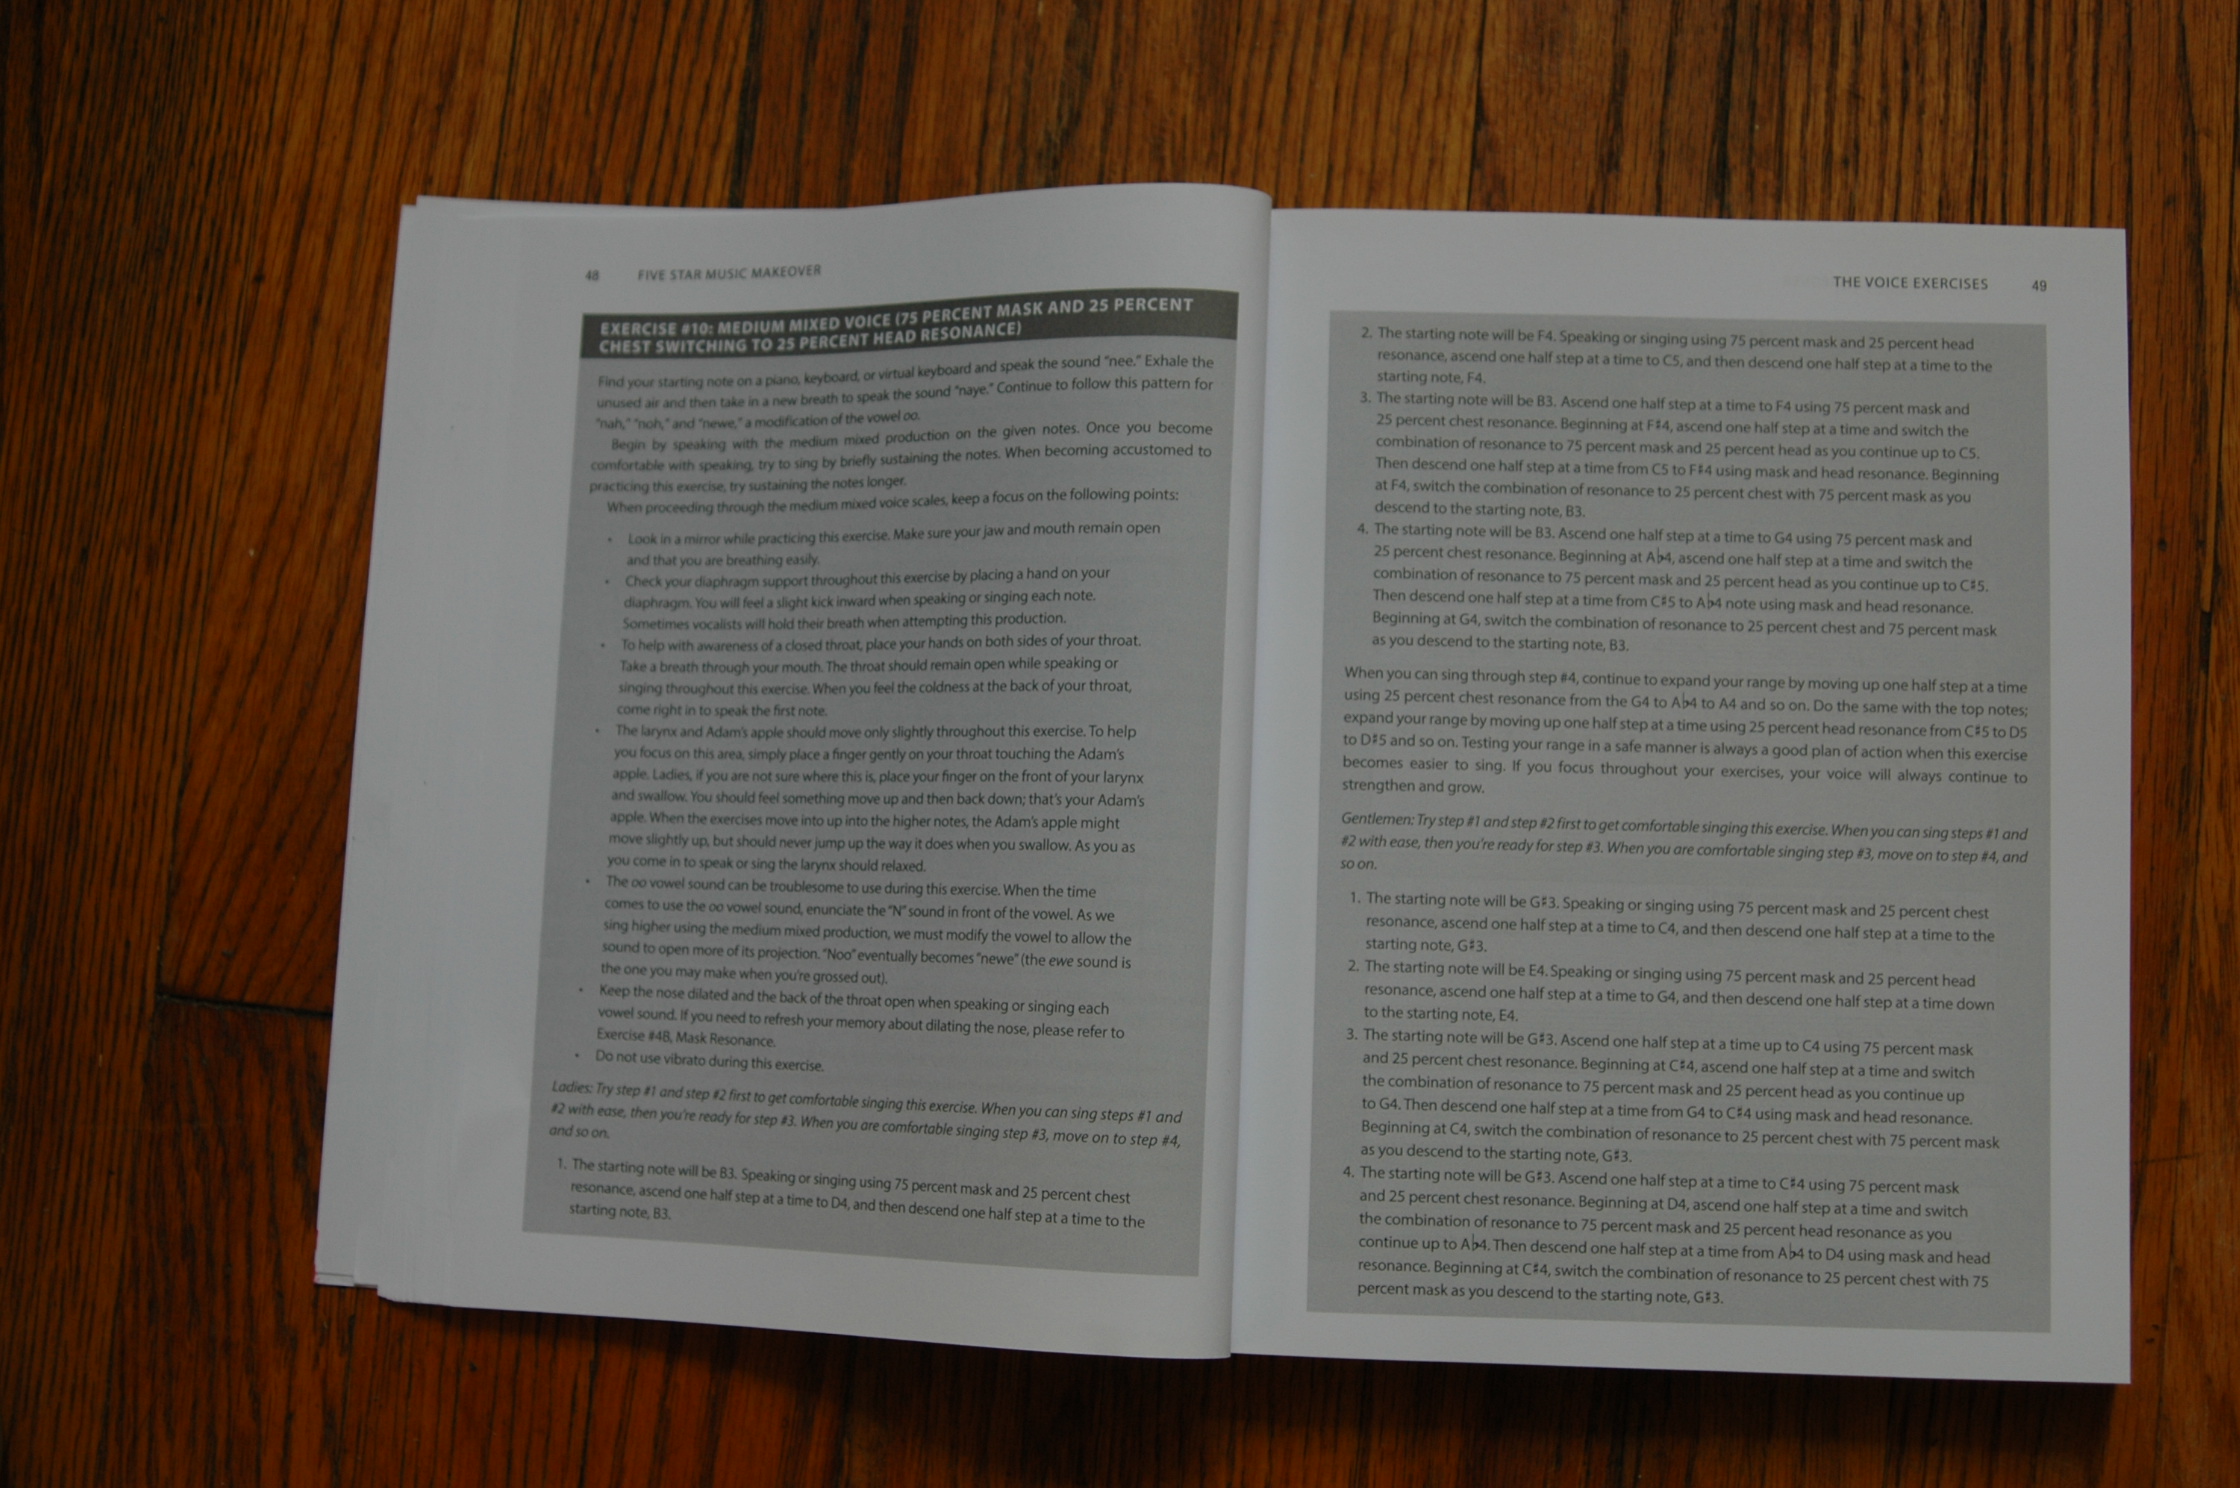 48 FIVE STAR MUSIC MAKEOVER
EXERCISE #10: MEDIUM MIXED VOICE (75 PERCENT MASK AND 25 PERCENT
CHEST SWITCHING TO 25 PERCENT HEAD RESONANCE)
Find your starting note on a piano, keyboard, or virtual keyboard and speak the sound “nee.” Exhale the
unused air and then take in a new breath to speak the sound “naye.” Continue to follow this pattern for
“nah,” “noh,” and “newe,” a modification of the vowel oo.
Begin by speaking with the medium mixed production on the given notes. Once you become
comfortable with speaking, try to sing by briefly sustaining the notes. When becoming accustomed to
practicing this exercise, try sustaining the notes longer.
When proceeding through the medium mixed voice scales, keep a focus on the following points:
• Look in a mirror while practicing this exercise. Make sure your jaw and mouth remain open
and that you are breathing easily.
• Check your diaphragm support throughout this exercise by placing a hand on your
diaphragm. You will feel a slight kick inward when speaking or singing each note.
Sometimes vocalists will hold their breath when attempting this production.
• To help with awareness of a closed throat, place your hands on both sides of your throat.
Take a breath through your mouth. The throat should remain open while speaking or
singing throughout this exercise. When you feel the coldness at the back of your throat,
come right in to speak the first note.
• The larynx and Adam’s apple should move only slightly throughout this exercise. To help
you focus on this area, simply place a finger gently on your throat touching the Adam’s
apple. Ladies, if you are not sure where this is, place your finger on the front of your larynx
and swallow. You should feel something move up and then back down; that’s your Adam’s
apple. When the exercises move into up into the higher notes, the Adam’s apple might
move slightly up, but should never jump up the way it does when you swallow. As you as
you come in to speak or sing the larynx should relaxed.
• The oo vowel sound can be troublesome to use during this exercise. When the time
comes to use the oo vowel sound, enunciate the “N” sound in front of the vowel. As we
sing higher using the medium mixed production, we must modify the vowel to allow the
sound to open more of its projection. “Noo” eventually becomes “newe” (the ewe sound is
the one you may make when you’re grossed out).
• Keep the nose dilated and the back of the throat open when speaking or singing each
vowel sound. If you need to refresh your memory about dilating the nose, please refer to
Exercise #4B, Mask Resonance.
• Do not use vibrato during this exercise.
Ladies: Try step #1 and step #2 first to get comfortable singing this exercise. When you can sing steps #1 and
#2 with ease, then you’re ready for step #3. When you are comfortable singing step #3, move on to step #4,
and so on.
1. The starting note will be B3. Speaking or singing using 75 percent mask and 25 percent chest
resonance, ascend one half step at a time to D4, and then descend one half step at a time to the
starting note, B3.
THE VOICE EXERCISES 49
2. The starting note will be F4. Speaking or singing using 75 percent mask and 25 percent head
resonance, ascend one half step at a time to C5, and then descend one half step at a time to the
starting note, F4.
3. The starting note will be B3. Ascend one half step at a time to F4 using 75 percent mask and
25 percent chest resonance. Beginning at F♯4, ascend one half step at a time and switch the
combination of resonance to 75 percent mask and 25 percent head as you continue up to C5.
Then descend one half step at a time from C5 to F♯4 using mask and head resonance. Beginning
at F4, switch the combination of resonance to 25 percent chest with 75 percent mask as you
descend to the starting note, B3.
4. The starting note will be B3. Ascend one half step at a time to G4 using 75 percent mask and
25 percent chest resonance. Beginning at A♭4, ascend one half step at a time and switch the
combination of resonance to 75 percent mask and 25 percent head as you continue up to C♯5.
Then descend one half step at a time from C♯5 to A♭4 note using mask and head resonance.
Beginning at G4, switch the combination of resonance to 25 percent chest and 75 percent mask
as you descend to the starting note, B3.
When you can sing through step #4, continue to expand your range by moving up one half step at a time
using 25 percent chest resonance from the G4 to A♭4 to A4 and so on. Do the same with the top notes;
expand your range by moving up one half step at a time using 25 percent head resonance from C♯5 to D5
to D♯5 and so on. Testing your range in a safe manner is always a good plan of action when this exercise
becomes easier to sing. If you focus throughout your exercises, your voice will always continue to
strengthen and grow.
Gentlemen: Try step #1 and step #2 first to get comfortable singing this exercise. When you can sing steps #1 and
#2 with ease, then you’re ready for step #3. When you are comfortable singing step #3, move on to step #4, and
so on.
1. The starting note will be G♯3. Speaking or singing using 75 percent mask and 25 percent chest
resonance, ascend one half step at a time to C4, and then descend one half step at a time to the
starting note, G♯3.
2. The starting note will be E4. Speaking or singing using 75 percent mask and 25 percent head
resonance, ascend one half step at a time to G4, and then descend one half step at a time down
to the starting note, E4.
3. The starting note will be G♯3. Ascend one half step at a time up to C4 using 75 percent mask
and 25 percent chest resonance. Beginning at C♯4, ascend one half step at a time and switch
the combination of resonance to 75 percent mask and 25 percent head as you continue up
to G4. Then descend one half step at a time from G4 to C♯4 using mask and head resonance.
Beginning at C4, switch the combination of resonance to 25 percent chest with 75 percent mask
as you descend to the starting note, G♯3.
4. The starting note will be G♯3. Ascend one half step at a time to C♯4 using 75 percent mask
and 25 percent chest resonance. Beginning at D4, ascend one half step at a time and switch
the combination of resonance to 75 percent mask and 25 percent head resonance as you
continue up to A♭4. Then descend one half step at a time from A♭4 to D4 using mask and head
resonance. Beginning at C♯4, switch the combination of resonance to 25 percent chest with 75
percent mask as you descend to the starting note, G♯3.